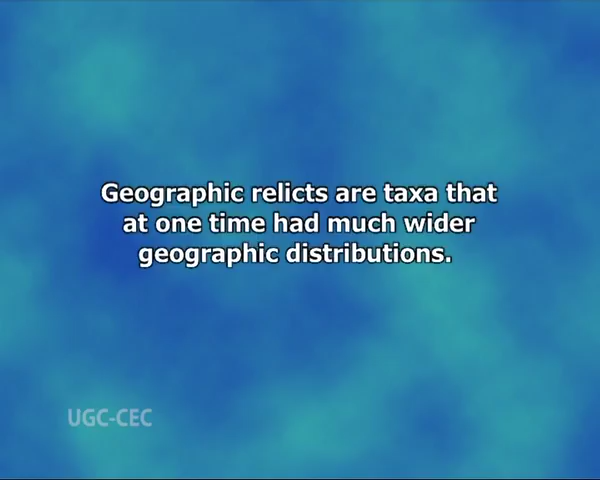 Geographic relicts are taxa that
at one time had much wider
geographic distributions.
UGC-CEC